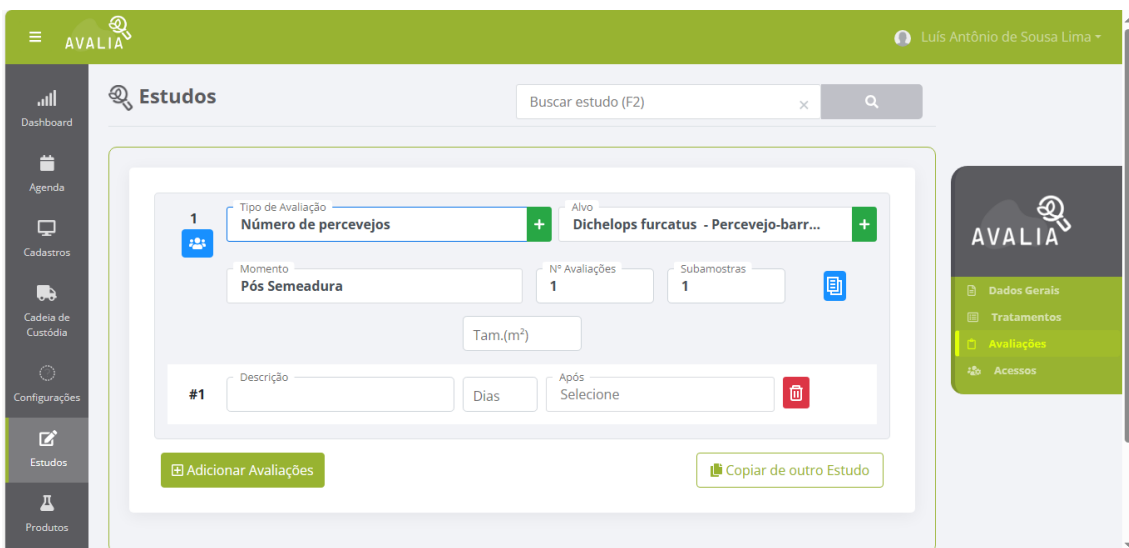 AVALIA
Luís Antônio de Sousa Lima
Dashboard
Agenda
Cadastros
Cadeia de
Custódia
Configurações
Estudos
Produtos
Estudos
Buscar estudo (F2)
1
Tipo de Avaliação
Número de percevejos
Alvo
Dichelops furcatus - Percevejo-barr...
Momento
Pós Semeadura
Nº Avaliações
1
Subamostras
1
Tam.(m²)
#1
Descrição
Dias
Após
Selecione
Adicionar Avaliações
Copiar de outro Estudo
AVALIA
Dados Gerais
Tratamentos
Avaliações
Acessos